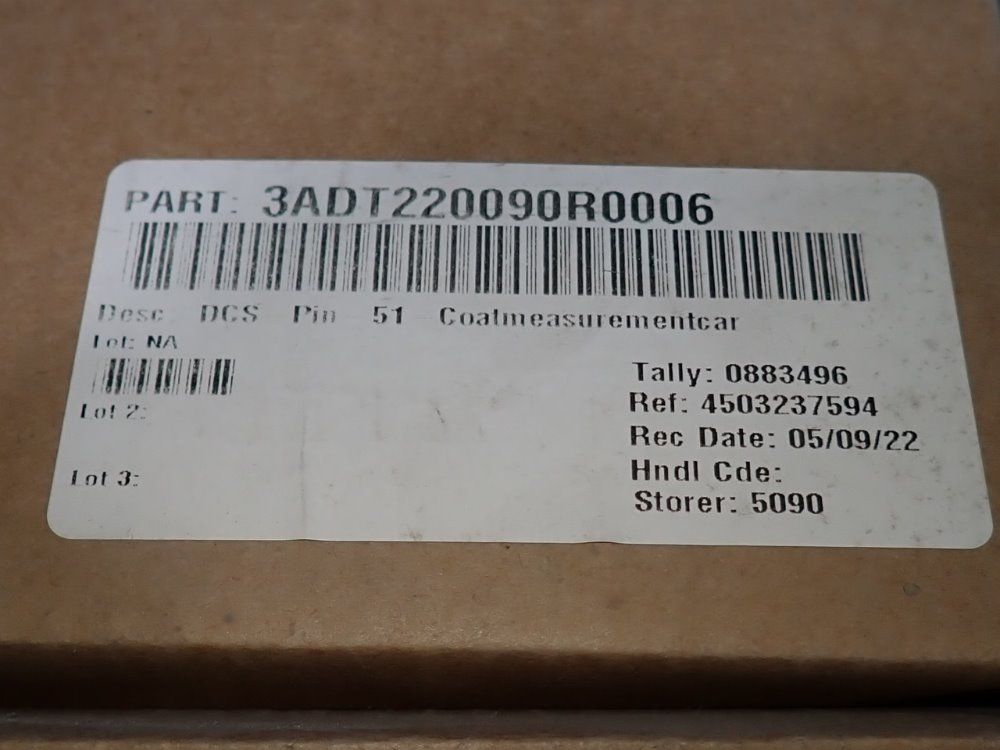 PART: 3ADT220090R0006
Desc DCS Pin 51 Coatmeasurementcar
Lot: NA
Lot 2:
Lot 3:
Tally: 0883496
Ref: 4503237594
Rec Date: 05/09/22
Hndl Cde:
Storer: 5090